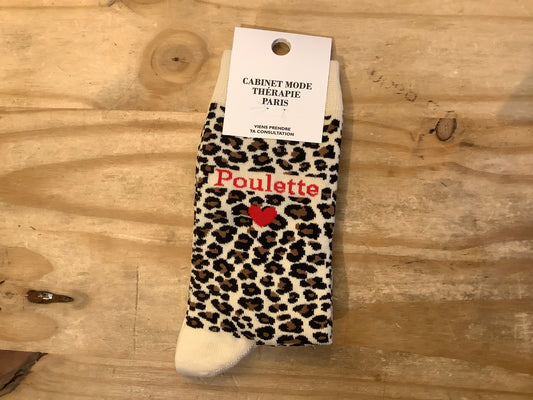 CABINET MODE
THÉRAPIE
PARIS
VIENS PRENDRE
TA CONSULTATION
Poulette